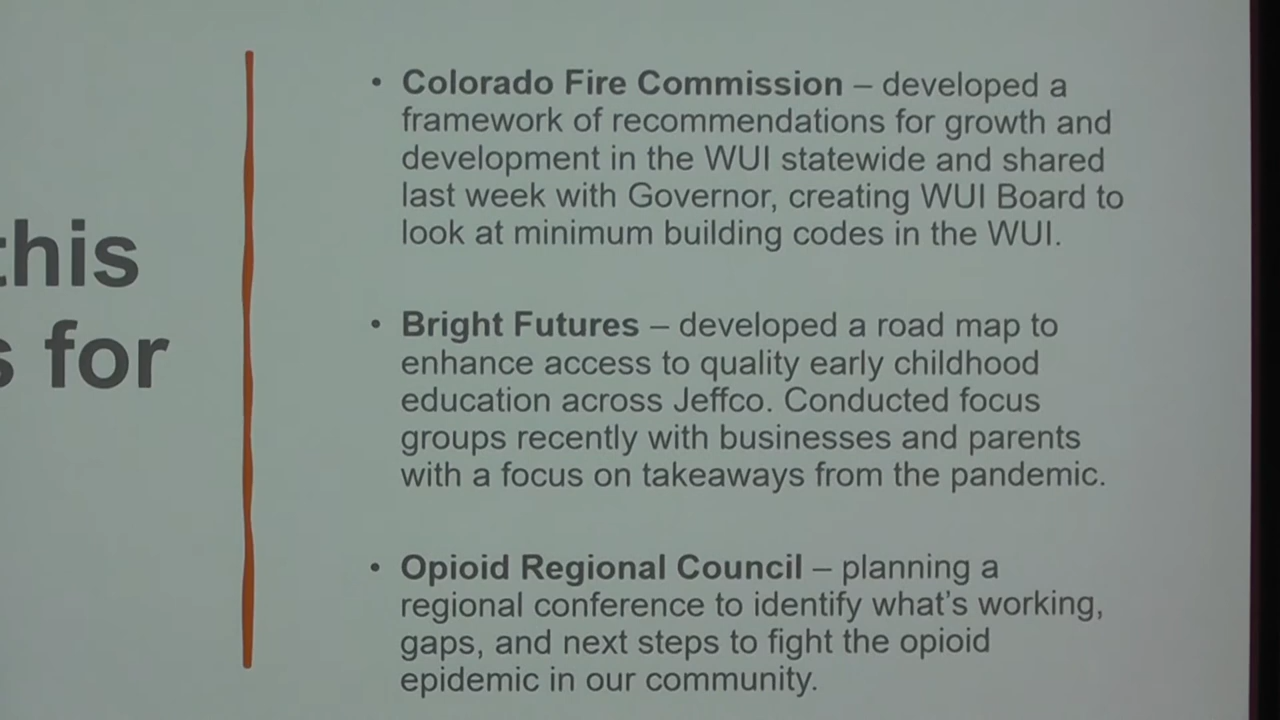 this
s for
• Colorado Fire Commission – developed a
framework of recommendations for growth and
development in the WUI statewide and shared
last week with Governor, creating WUI Board to
look at minimum building codes in the WUI.
• Bright Futures – developed a road map to
enhance access to quality early childhood
education across Jeffco. Conducted focus
groups recently with businesses and parents
with a focus on takeaways from the pandemic.
• Opioid Regional Council – planning a
regional conference to identify what's working,
gaps, and next steps to fight the opioid
epidemic in our community.